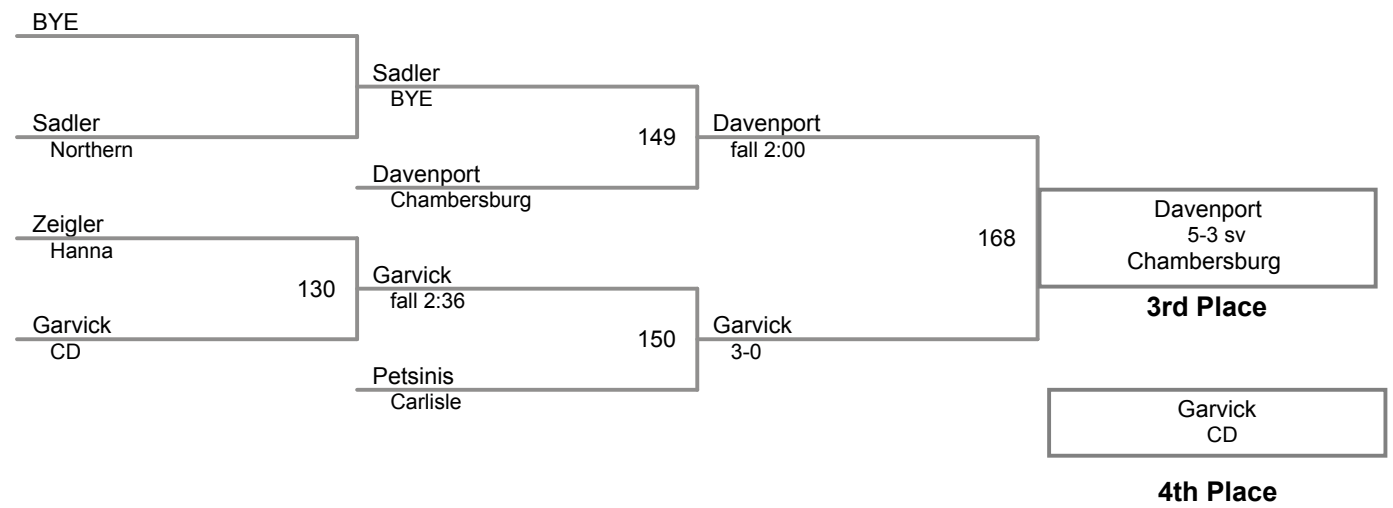 BYE
Sadler
BYE
Sadler
Northern
149
Davenport
fall 2:00
Davenport
Chambersburg
Zeigler
Hanna
168
Davenport
5-3 sv
Chambersburg
3rd Place
130
Garvick
fall 2:36
Garvick
CD
150
Garvick
3-0
Petsinis
Carlisle
Garvick
CD
4th Place